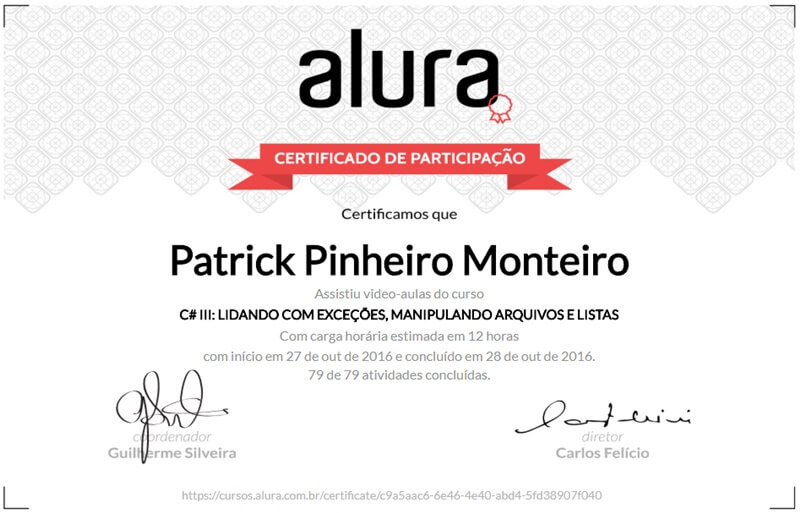 alura
CERTIFICADO DE PARTICIPAÇÃO
Certificamos que
Patrick Pinheiro Monteiro
Assistiu video-aulas do curso
C# III: LIDANDO COM EXCEÇÕES, MANIPULANDO ARQUIVOS E LISTAS
Com carga horária estimada em 12 horas
com início em 27 de out de 2016 e concluído em 28 de out de 2016.
79 de 79 atividades concluídas.
coordenador
Guilherme Silveira
diretor
Carlos Felício
https://cursos.alura.com.br/certificate/c9a5aac6-6e46-4e40-abd4-5fd38907f040